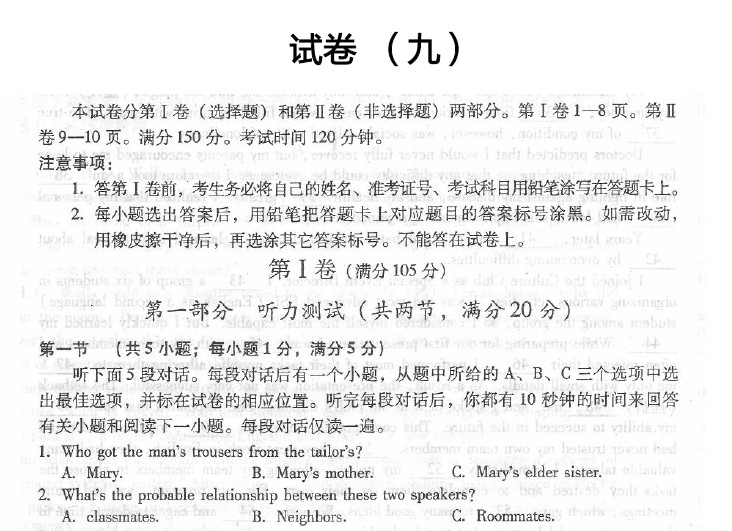 试卷 （九）
本试卷分第Ⅰ卷（选择题）和第Ⅱ卷（非选择题）两部分。第Ⅰ卷1—8页。第Ⅱ
卷9—10页。满分150分。考试时间120分钟。
注意事项：
1. 答第Ⅰ卷前，考生务必将自己的姓名、准考证号、考试科目用铅笔涂写在答题卡上。
2. 每小题选出答案后，用铅笔把答题卡上对应题目的答案标号涂黑。如需改动，
用橡皮擦干净后，再选涂其它答案标号。不能答在试卷上。
第Ⅰ卷（满分105分）
第一部分 听力测试（共两节，满分20分）
第一节 （共5小题；每小题1分，满分5分）
听下面5段对话。每段对话后有一个小题，从题中所给的A、B、C三个选项中选
出最佳选项，并标在试卷的相应位置。听完每段对话后，你都有10秒钟的时间来回答
有关小题和阅读下一小题。每段对话仅读一遍。
1. Who got the man's trousers from the tailor's?
A. Mary. B. Mary's mother. C. Mary's elder sister.
2. What's the probable relationship between these two speakers?
A. classmates. B. Neighbors. C. Roommates.